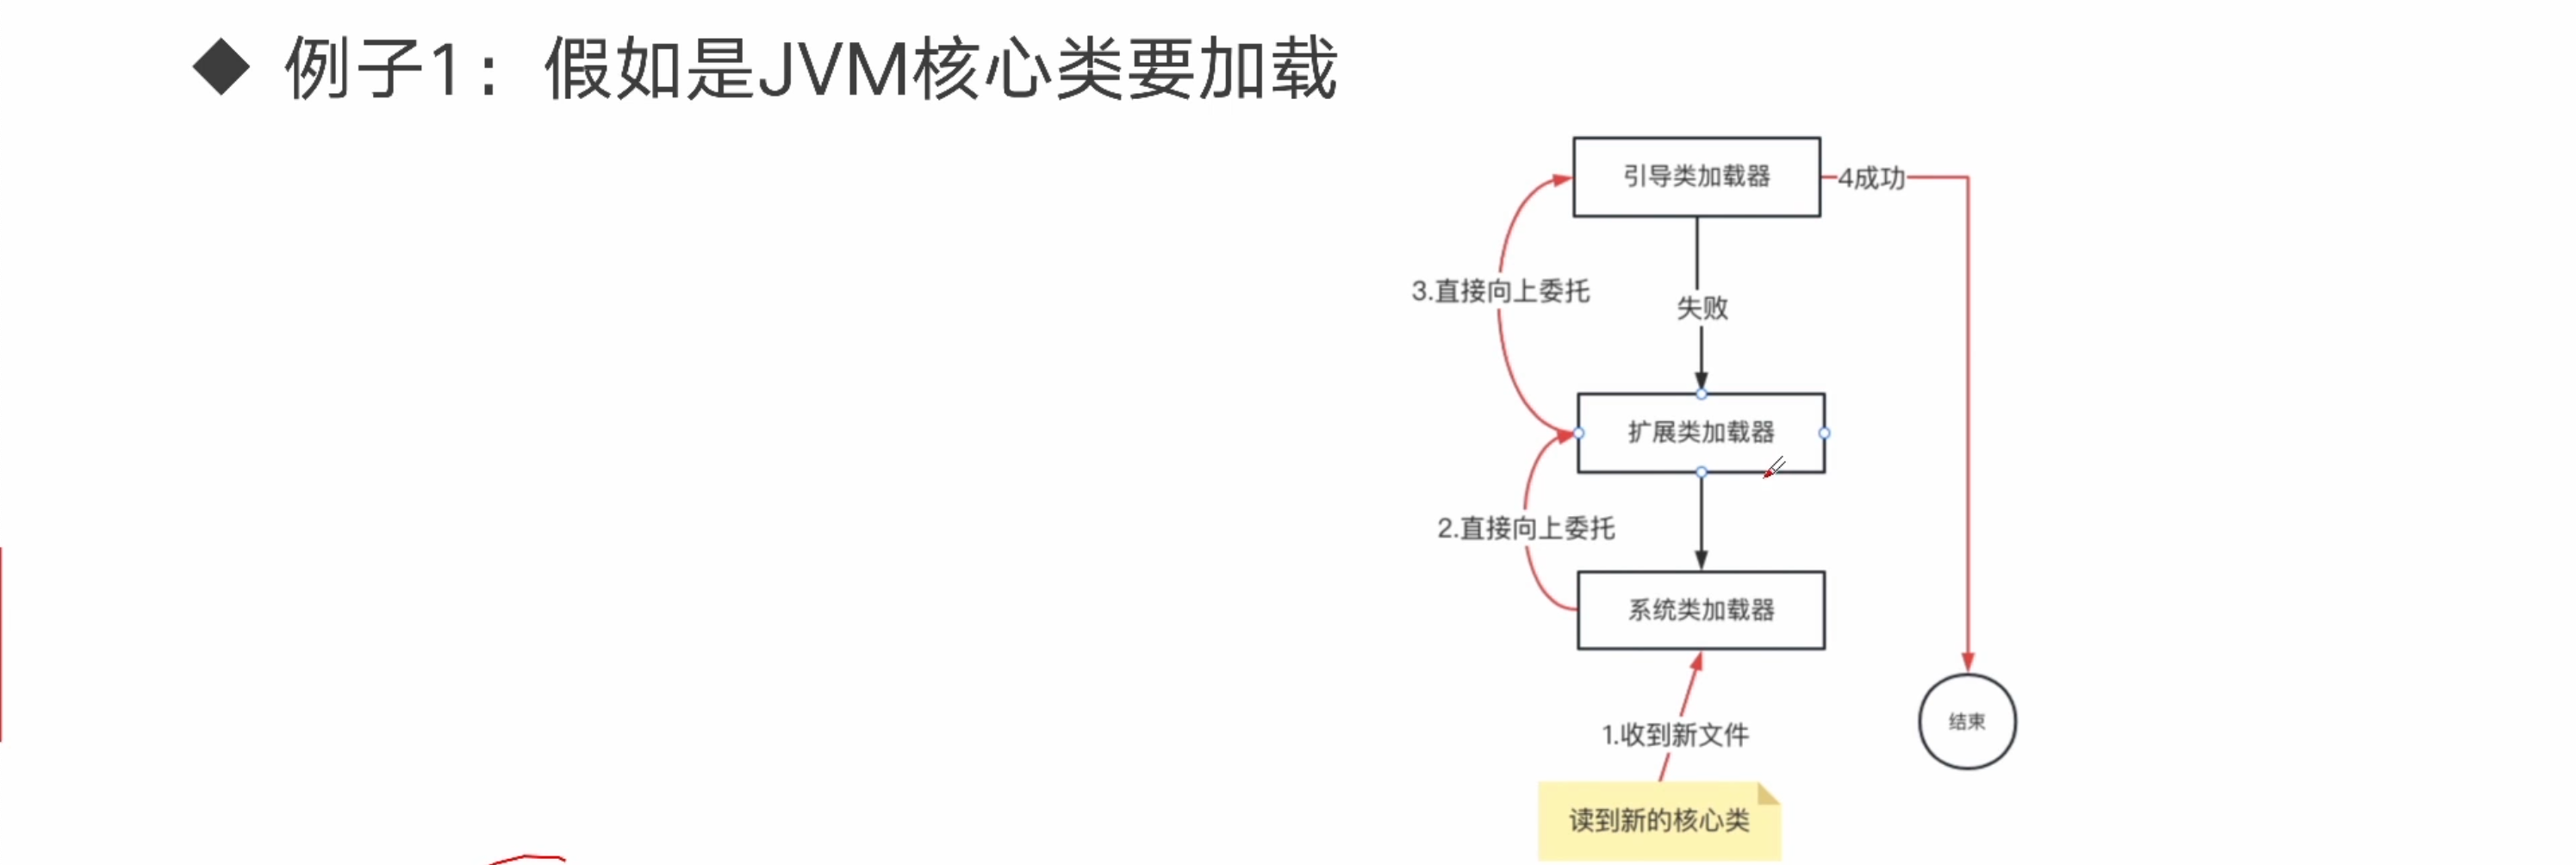 ◆ 例子1：假如是JVM核心类要加载
引导类加载器
4成功
3.直接向上委托
失败
扩展类加载器
2.直接向上委托
系统类加载器
1.收到新文件
结束
读到新的核心类